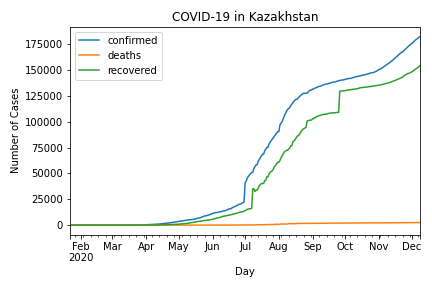 COVID-19 in Kazakhstan
confirmed
deaths
recovered
Number of Cases
175000
150000
125000
100000
75000
50000
25000
0
Feb Mar Apr May Jun Jul Aug Sep Oct Nov Dec
2020
Day